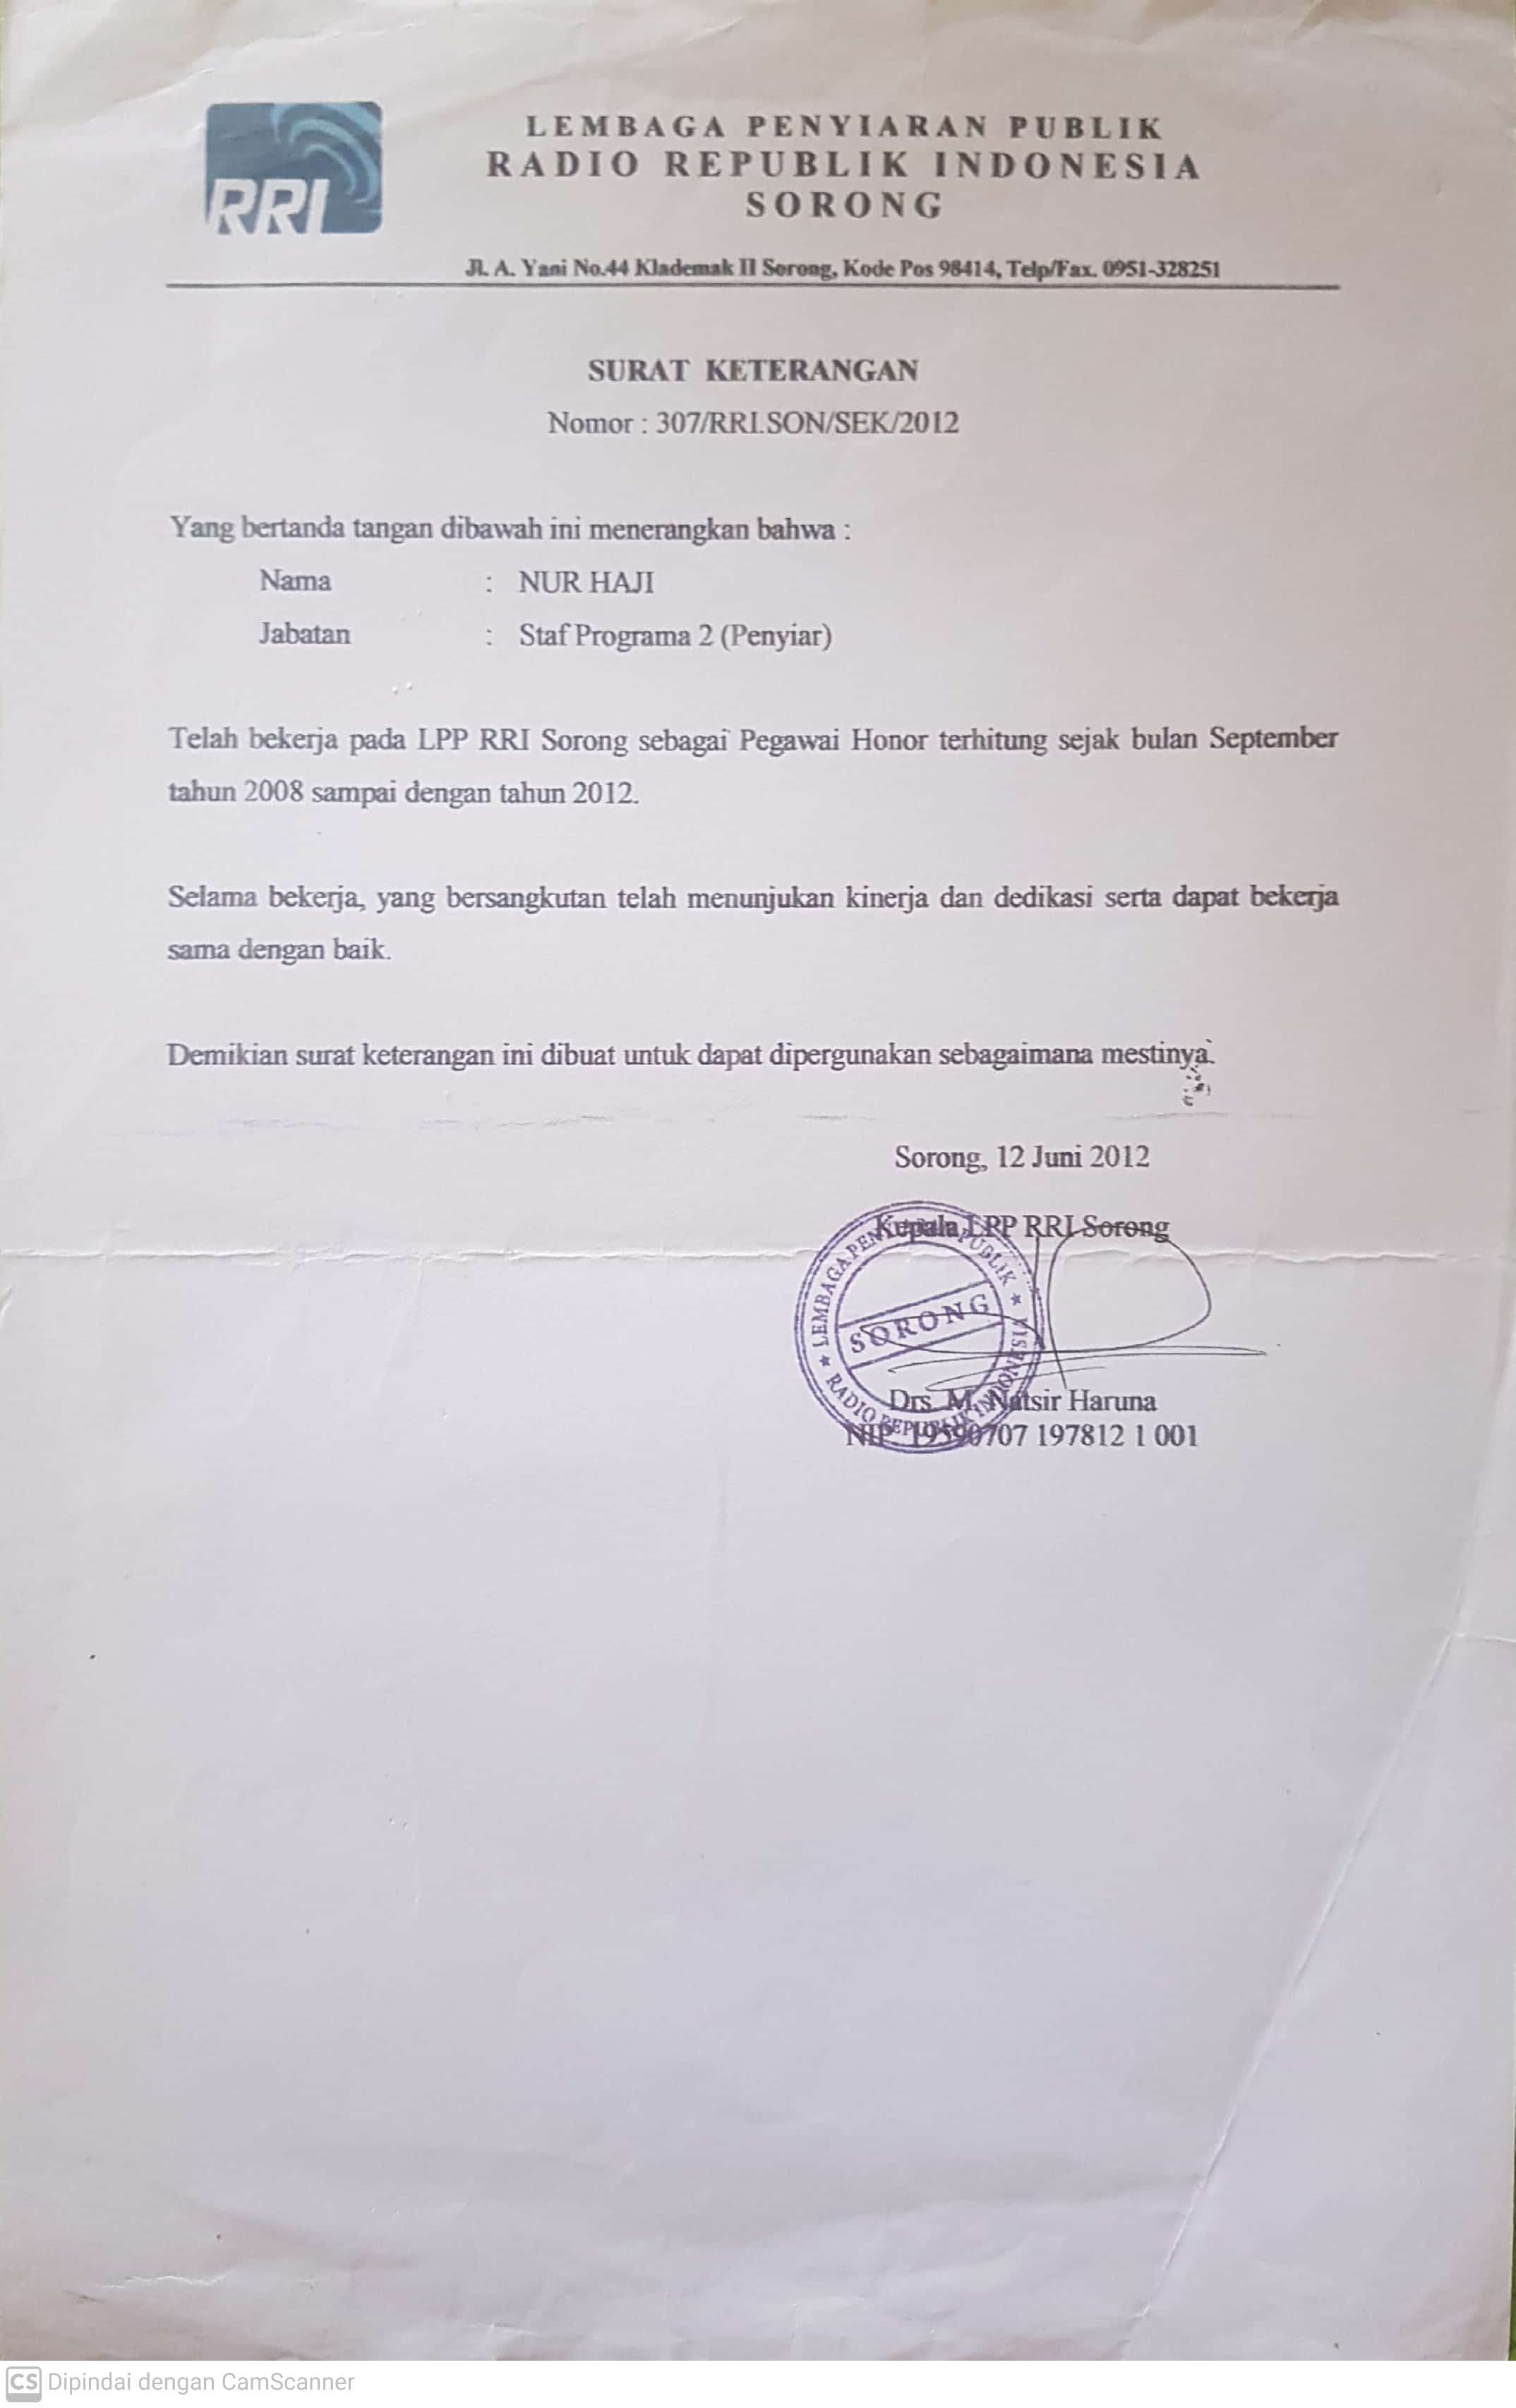 RRI
LEMBAGA PENYIARAN PUBLIK
RADIO REPUBLIK INDONESIA
SORONG
Jl. A. Yani No.44 Klademak II Sorong, Kode Pos 98414, Telp/Fax. 0951-328251
SURAT KETERANGAN
Nomor : 307/RRI.SON/SEK/2012
Yang bertanda tangan dibawah ini menerangkan bahwa :
Nama : NUR HAJI
Jabatan : Staf Programa 2 (Penyiar)
Telah bekerja pada LPP RRI Sorong sebagai Pegawai Honor terhitung sejak bulan September
tahun 2008 sampai dengan tahun 2012.
Selama bekerja, yang bersangkutan telah menunjukan kinerja dan dedikasi serta dapat bekerja
sama dengan baik.
Demikian surat keterangan ini dibuat untuk dapat dipergunakan sebagaimana mestinya.
Sorong, 12 Juni 2012
Kepala LPP RRI Sorong
LEMBAGA PENYIARAN PUBLIK
SORONG
RADIO REPUBLIK INDONESIA
Drs. M. Natsir Haruna
NIP. 19590707 197812 1 001
CS Dipindai dengan CamScanner